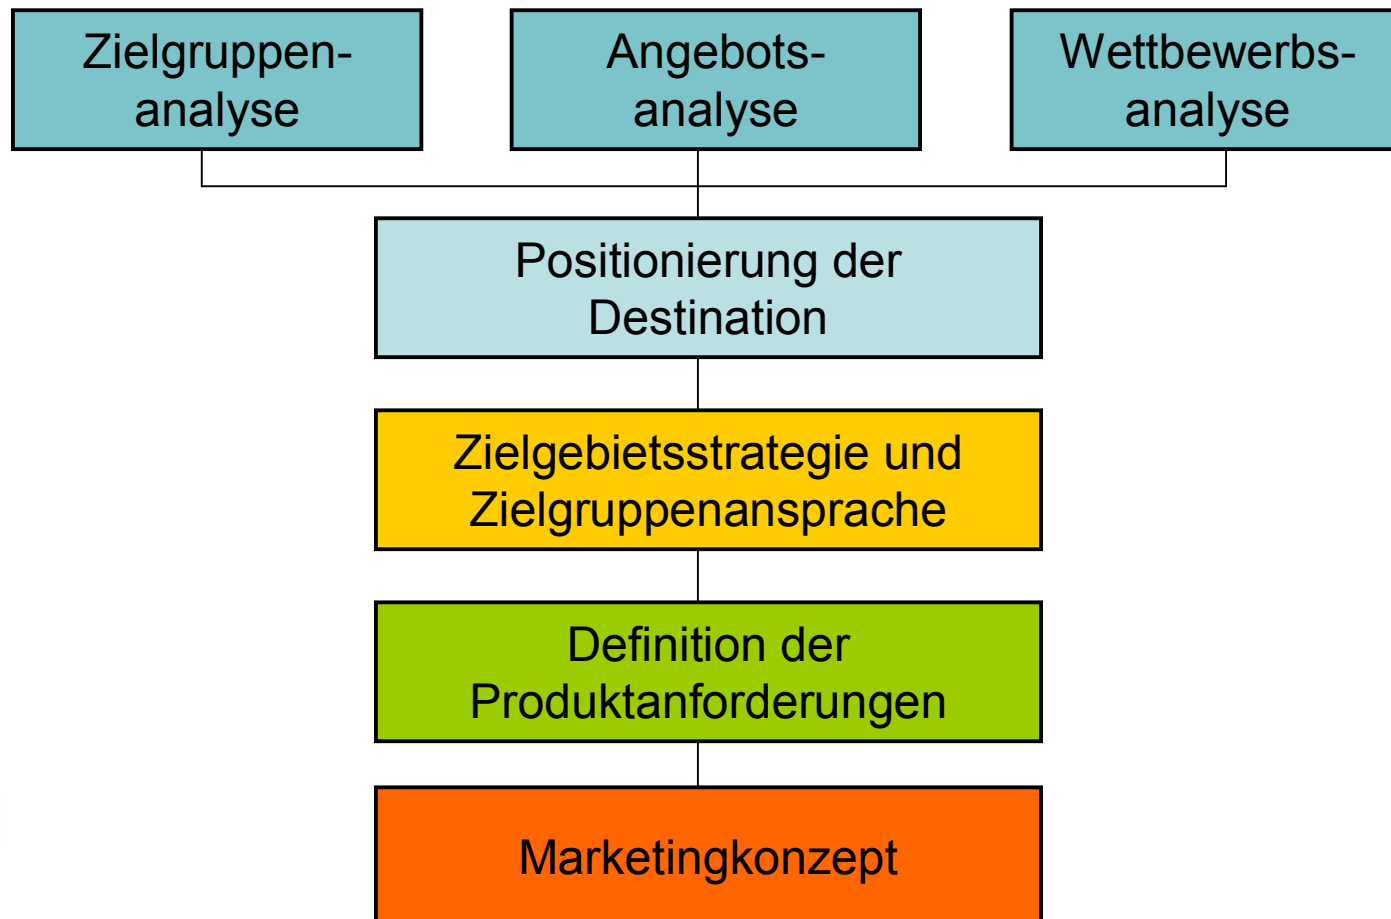 Zielgruppen-
analyse
Angebots-
analyse
Wettbewerbs-
analyse
Positionierung der
Destination
Zielgebietsstrategie und
Zielgruppenansprache
Definition der
Produktanforderungen
Marketingkonzept